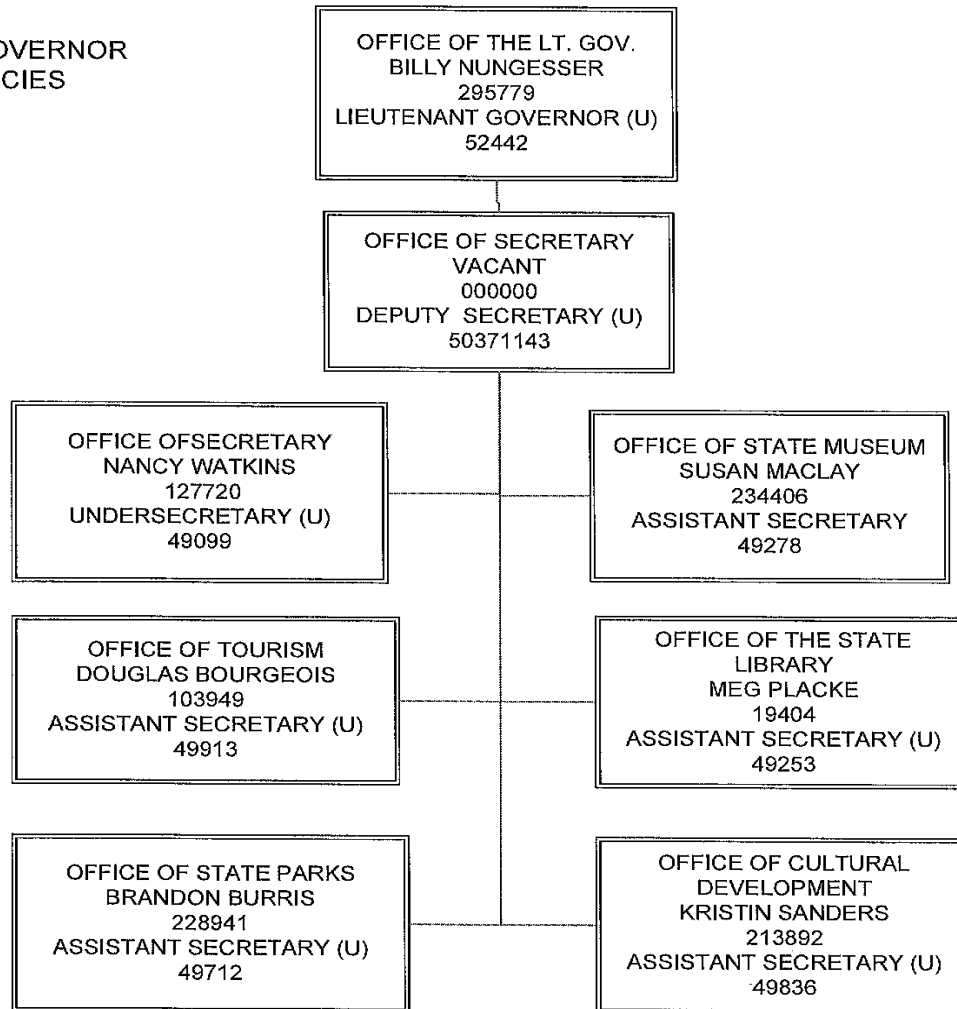 OVERNOR
CIES
OFFICE OF THE LT. GOV.
BILLY NUNGESSER
295779
LIEUTENANT GOVERNOR (U)
52442
OFFICE OF SECRETARY
VACANT
000000
DEPUTY SECRETARY (U)
50371143
OFFICE OFSECRETARY
NANCY WATKINS
127720
UNDERSECRETARY (U)
49099
OFFICE OF STATE MUSEUM
SUSAN MACLAY
234406
ASSISTANT SECRETARY
49278
OFFICE OF TOURISM
DOUGLAS BOURGEOIS
103949
ASSISTANT SECRETARY (U)
49913
OFFICE OF THE STATE
LIBRARY
MEG PLACKE
19404
ASSISTANT SECRETARY (U)
49253
OFFICE OF STATE PARKS
BRANDON BURRIS
228941
ASSISTANT SECRETARY (U)
49712
OFFICE OF CULTURAL
DEVELOPMENT
KRISTIN SANDERS
213892
ASSISTANT SECRETARY (U)
49836